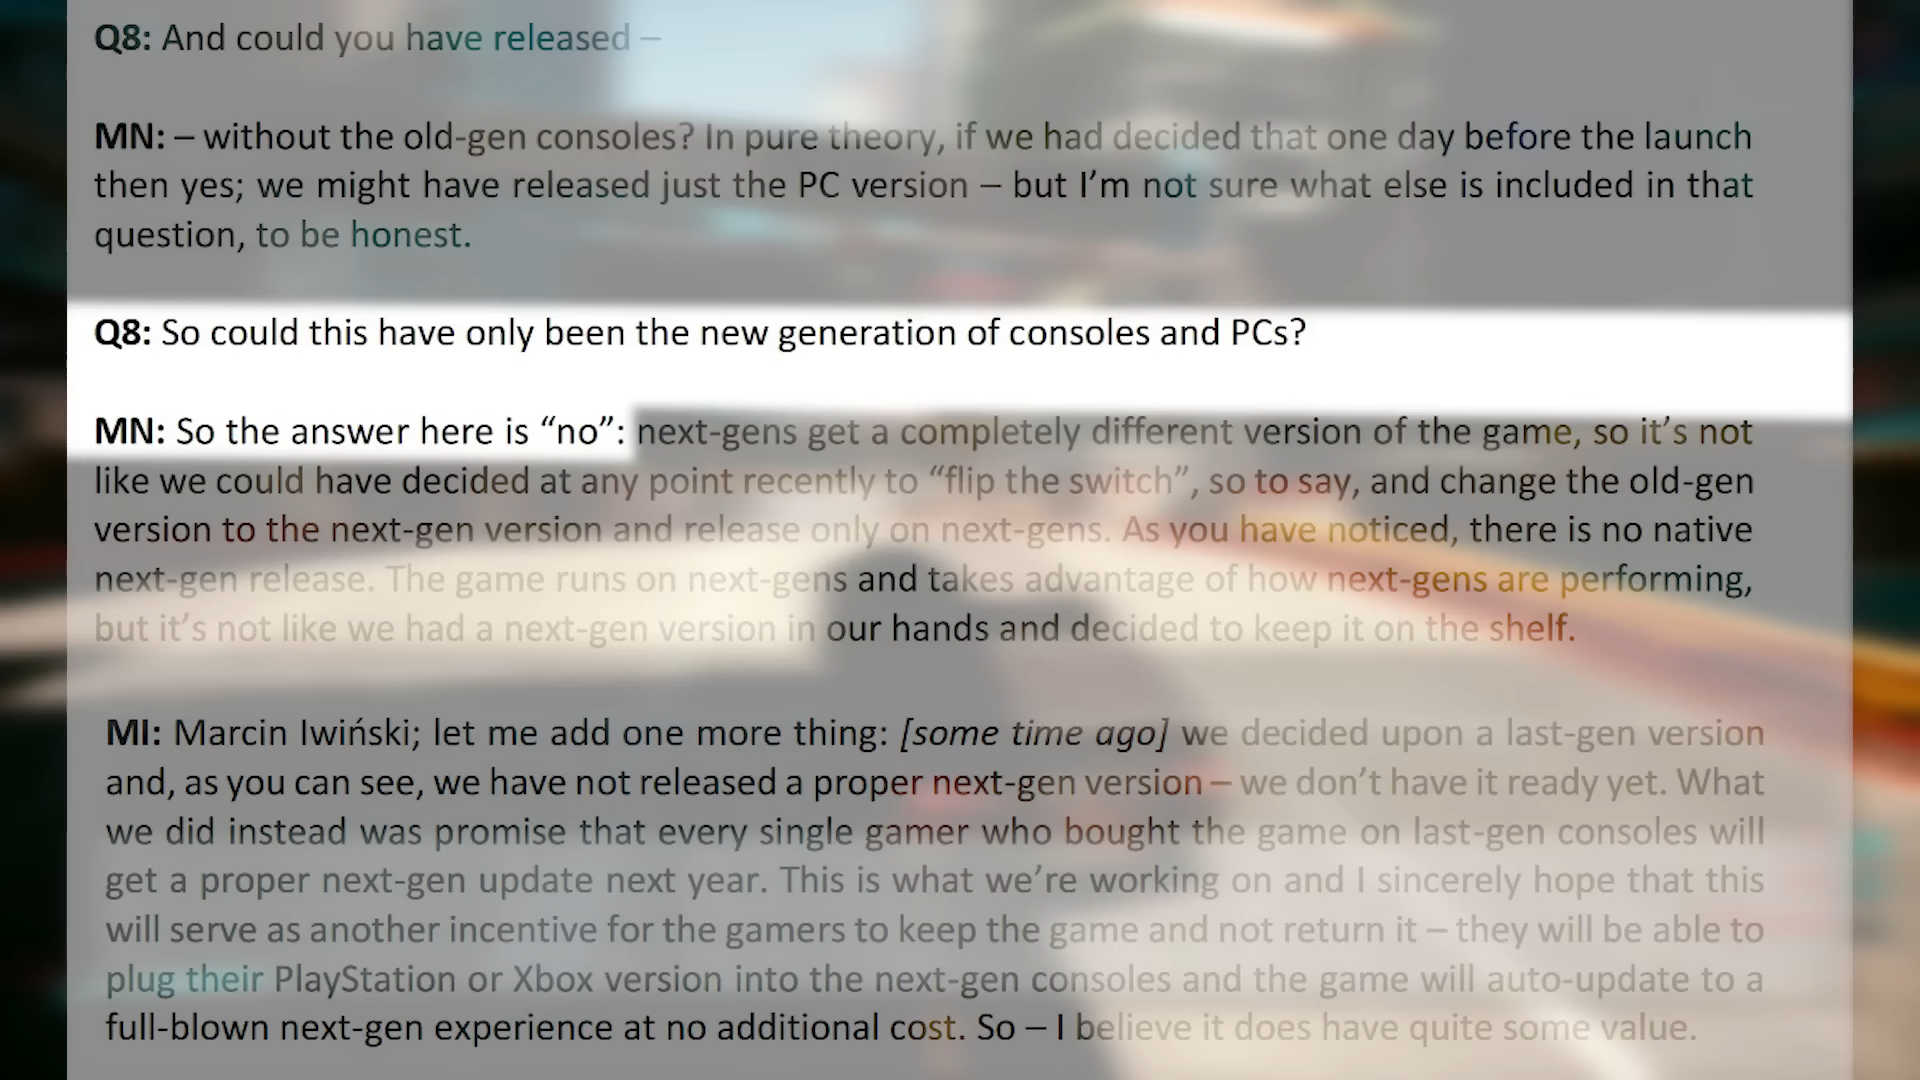 Q8: And could you have released –
MN: – without the old-gen consoles? In pure theory, if we had decided that one day before the launch
then yes; we might have released just the PC version – but I’m not sure what else is included in that
question, to be honest.
Q8: So could this have only been the new generation of consoles and PCs?
MN: So the answer here is “no”: next-gens get a completely different version of the game, so it’s not
like we could have decided at any point recently to “flip the switch”, so to say, and change the old-gen
version to the next-gen version and release only on next-gens. As you have noticed, there is no native
next-gen release. The game runs on next-gens and takes advantage of how next-gens are performing,
but it’s not like we had a next-gen version in our hands and decided to keep it on the shelf.
MI: Marcin Iwiński; let me add one more thing: [some time ago] we decided upon a last-gen version
and, as you can see, we have not released a proper next-gen version – we don’t have it ready yet. What
we did instead was promise that every single gamer who bought the game on last-gen consoles will
get a proper next-gen update next year. This is what we’re working on and I sincerely hope that this
will serve as another incentive for the gamers to keep the game and not return it – they will be able to
plug their PlayStation or Xbox version into the next-gen consoles and the game will auto-update to a
full-blown next-gen experience at no additional cost. So – I believe it does have quite some value.